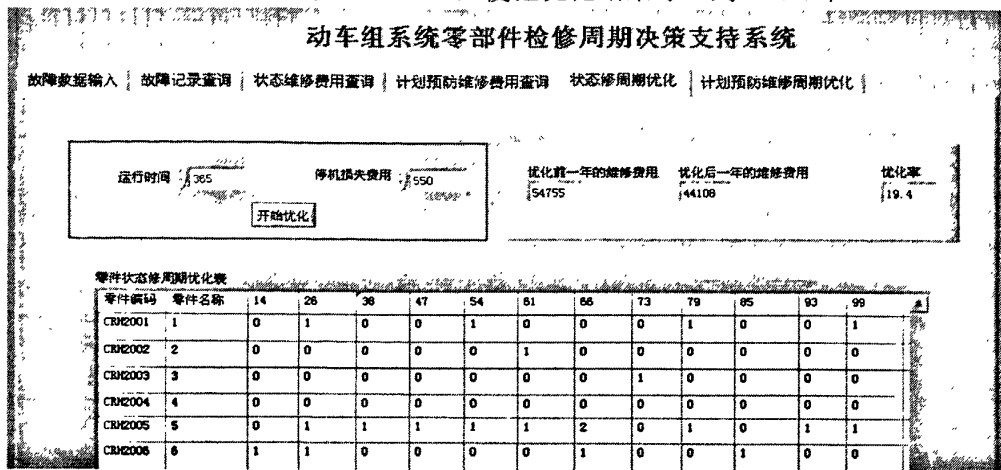 动车组系统零部件检修周期决策支持系统
故障数据输入 故障记录查询 状态维修费用查询 计划预防维修费用查询 状态修周期优化 计划预防维修周期优化
运行时间 365 停机损失费用 550 优化前一年的维修费用 优化后一年的维修费用 优化率
54755 44108 19.4
开始优化
零件状态修周期优化表
零件编码 零件名称 14 26 36 47 54 61 66 73 79 85 93 99
CRH2001 1 0 1 0 0 1 0 0 0 1 0 0 1
CRH2002 2 0 0 0 0 0 1 0 0 0 0 0 0
CRH2003 3 0 0 0 0 0 0 0 1 0 0 0 0
CRH2004 4 0 0 0 0 0 0 0 0 0 0 0 0
CRH2005 5 0 1 1 1 1 1 2 0 1 0 1 1
CRH2006 6 1 1 0 0 0 0 1 0 0 1 0 0